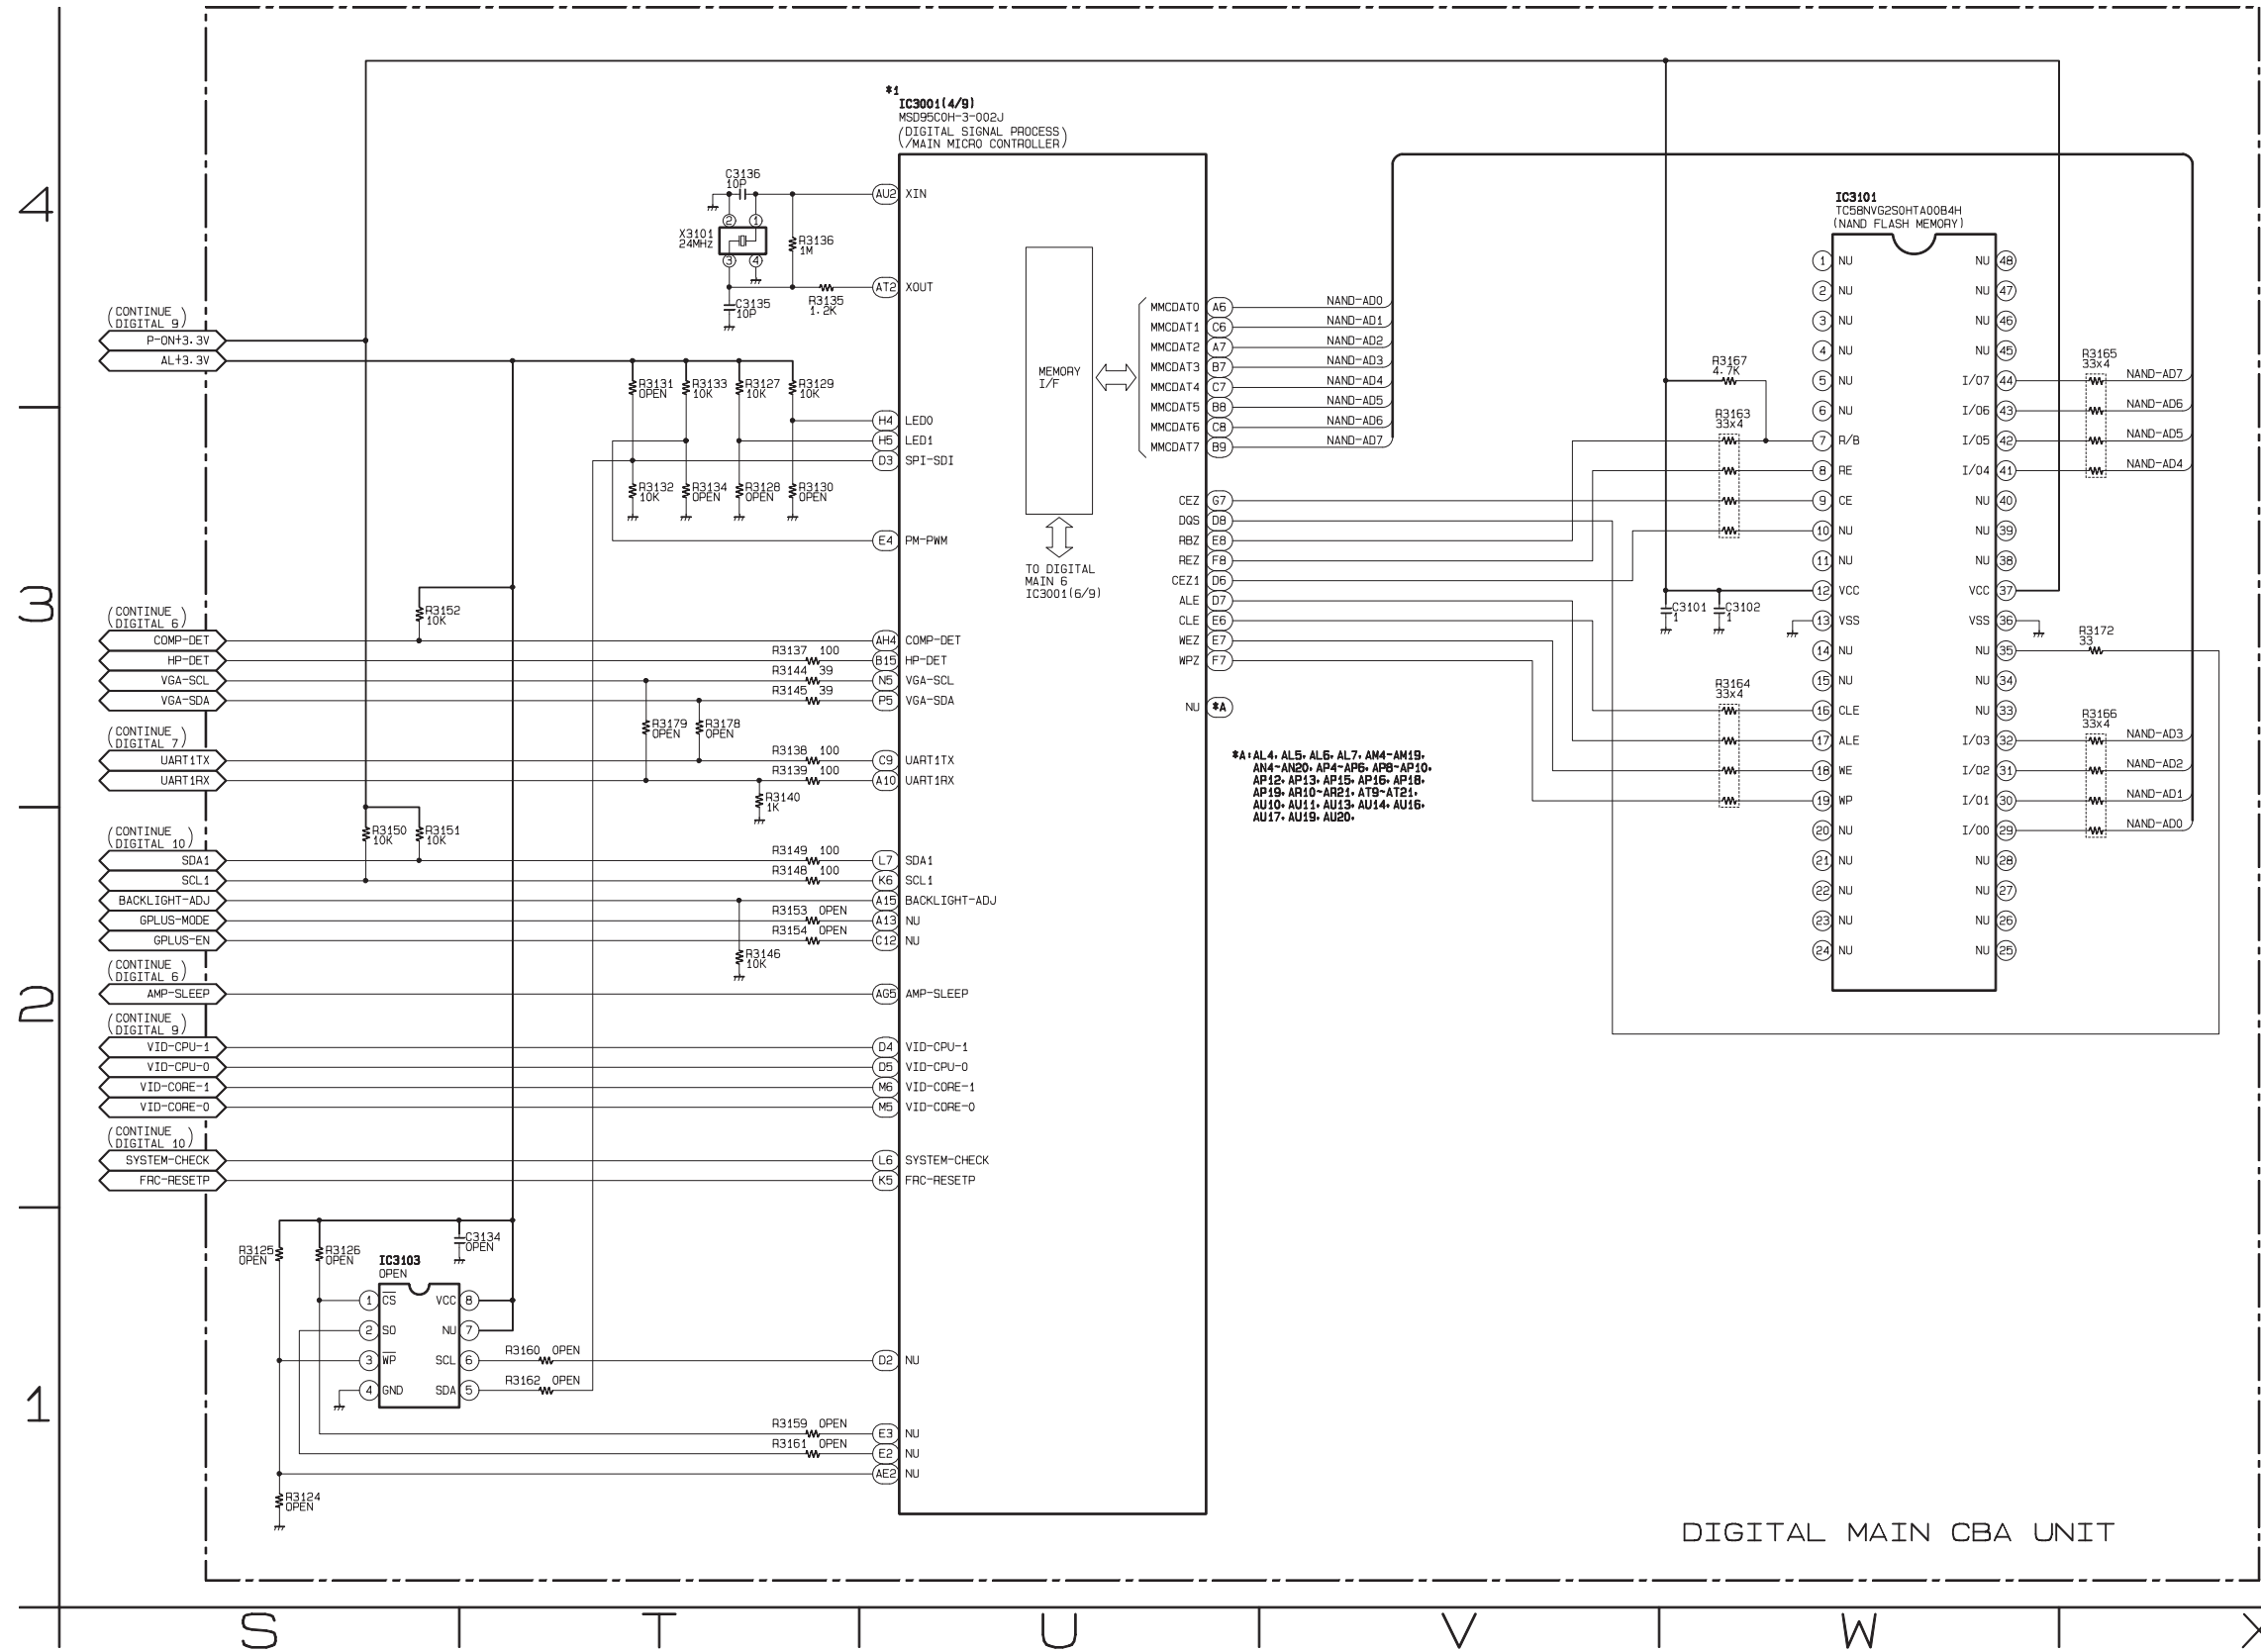 4
3
2
1
S
T
U
V
W
X
*1
IC3001(4/9)
MSD95C0H-3-002J
(DIGITAL SIGNAL PROCESS
/MAIN MICRO CONTROLLER)
C3136
10P
X3101
24MHz
2
1
3
4
R3136
1M
C3135
10P
R3135
1.2K
AU2 XIN
AT2 XOUT
(CONTINUE
DIGITAL 9)
P-ON+3.3V
AL+3.3V
R3131
OPEN
R3133
10K
R3127
10K
R3129
10K
R3132
10K
R3134
OPEN
R3128
OPEN
R3130
OPEN
H4 LED0
H5 LED1
D3 SPI-SDI
E4 PM-PWM
MEMORY
I/F
TO DIGITAL
MAIN 6
IC3001(6/9)
MMCDAT0 A6 NAND-AD0
MMCDAT1 C6 NAND-AD1
MMCDAT2 A7 NAND-AD2
MMCDAT3 B7 NAND-AD3
MMCDAT4 C7 NAND-AD4
MMCDAT5 B8 NAND-AD5
MMCDAT6 C8 NAND-AD6
MMCDAT7 B9 NAND-AD7
CEZ G7
DQS D8
RBZ E8
REZ F8
CEZ1 D6
ALE D7
CLE E6
WEZ E7
WPZ F7
NU *A
*A:AL4, AL5, AL6, AL7, AM4~AM19,
AN4~AN20, AP4~AP6, AP8~AP10,
AP12, AP13, AP15, AP16, AP18,
AP19, AR10~AR21, AT9~AT21,
AU10, AU11, AU13, AU14, AU16,
AU17, AU19, AU20,
R3152
10K
(CONTINUE
DIGITAL 6)
COMP-DET
HP-DET
VGA-SCL
VGA-SDA
R3137 100
R3144 39
R3145 39
AH4 COMP-DET
B15 HP-DET
N5 VGA-SCL
P5 VGA-SDA
R3179
OPEN
R3178
OPEN
(CONTINUE
DIGITAL 7)
UART1TX
UART1RX
R3138 100
R3139 100
C9 UART1TX
A10 UART1RX
R3140
1K
R3150
10K
R3151
10K
(CONTINUE
DIGITAL 10)
SDA1
SCL1
BACKLIGHT-ADJ
GPLUS-MODE
GPLUS-EN
R3149 100
R3148 100
R3153 OPEN
R3154 OPEN
L7 SDA1
K6 SCL1
A15 BACKLIGHT-ADJ
A13 NU
C12 NU
R3146
10K
(CONTINUE
DIGITAL 6)
AMP-SLEEP
AG5 AMP-SLEEP
(CONTINUE
DIGITAL 9)
VID-CPU-1
VID-CPU-0
VID-CORE-1
VID-CORE-0
D4 VID-CPU-1
D5 VID-CPU-0
M6 VID-CORE-1
M5 VID-CORE-0
(CONTINUE
DIGITAL 10)
SYSTEM-CHECK
FRC-RESETP
L6 SYSTEM-CHECK
K5 FRC-RESETP
R3125
OPEN
R3126
OPEN
C3134
OPEN
IC3103
OPEN
1 CS VCC 8
2 SO NU 7
3 WP SCL 6
4 GND SDA 5
R3160 OPEN
R3162 OPEN
D2 NU
R3159 OPEN
R3161 OPEN
E3 NU
E2 NU
AE2 NU
R3124
OPEN
IC3101
TC58NVG2S0HTA00B4H
(NAND FLASH MEMORY)
1 NU NU 48
2 NU NU 47
3 NU NU 46
4 NU NU 45
5 NU I/O7 44
6 NU I/O6 43
7 R/B I/O5 42
8 RE I/O4 41
9 CE NU 40
10 NU NU 39
11 NU NU 38
12 VCC VCC 37
13 VSS VSS 36
14 NU NU 35
15 NU NU 34
16 CLE NU 33
17 ALE I/O3 32
18 WE I/O2 31
19 WP I/O1 30
20 NU I/O0 29
21 NU NU 28
22 NU NU 27
23 NU NU 26
24 NU NU 25
R3167
4.7K
R3163
33x4
C3101
1
C3102
1
R3164
33x4
R3165
33x4
NAND-AD7
NAND-AD6
NAND-AD5
NAND-AD4
R3172
33
R3166
33x4
NAND-AD3
NAND-AD2
NAND-AD1
NAND-AD0
DIGITAL MAIN CBA UNIT